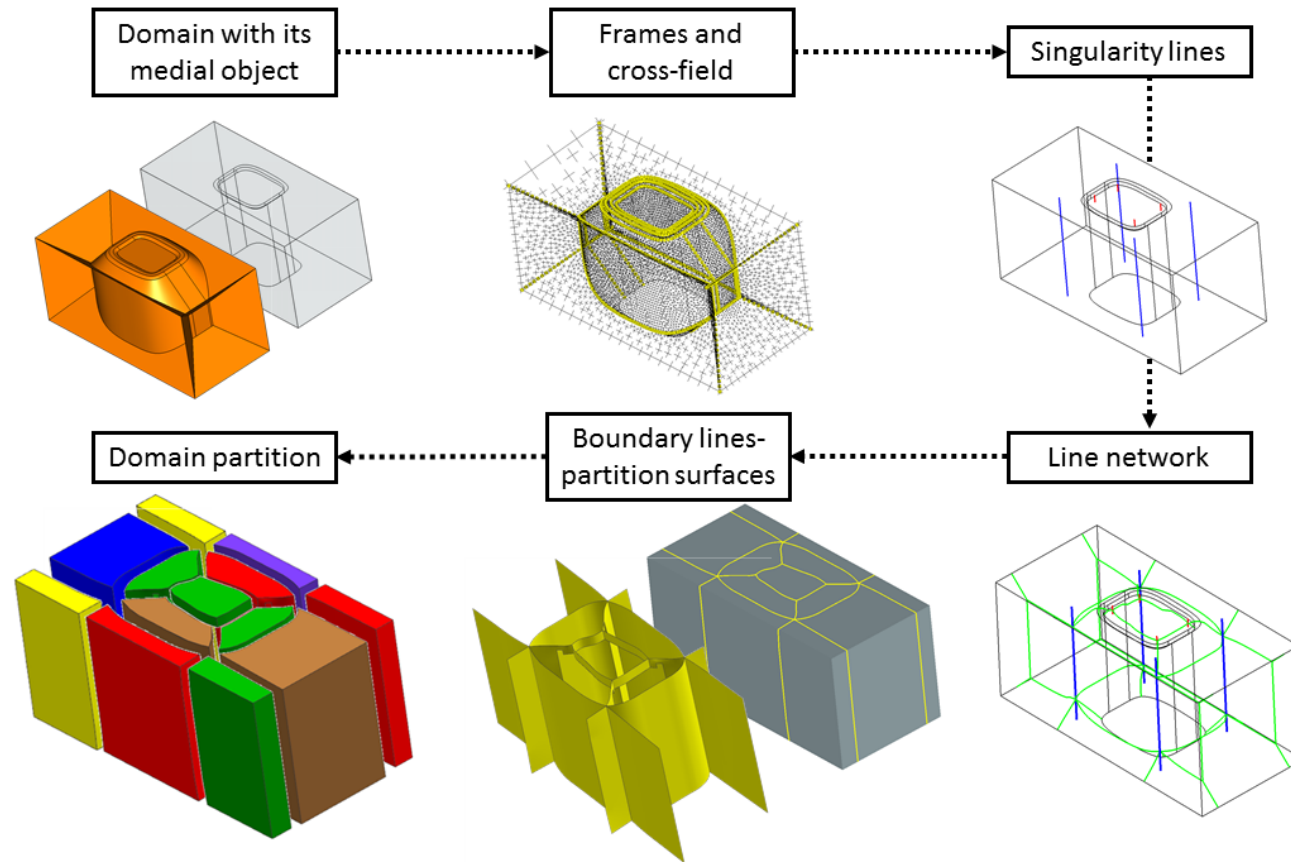 Domain with its
medial object
Frames and
cross-field
Singularity lines
Domain partition
Boundary lines-
partition surfaces
Line network